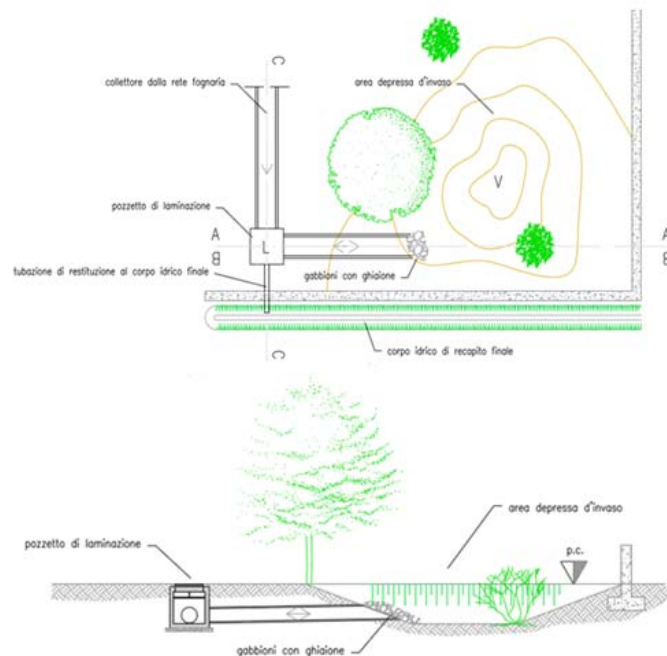 C
collettore dalla rete fognaria
area depressa d'invaso
V
pozzetto di laminazione
A
A
L
B
B
tubazione di restituzione al corpo idrico finale
gabbioni con ghiaione
C
corpo idrico di recapito finale
area depressa d'invaso
pozzetto di laminazione
p.c.
gabbioni con ghiaione